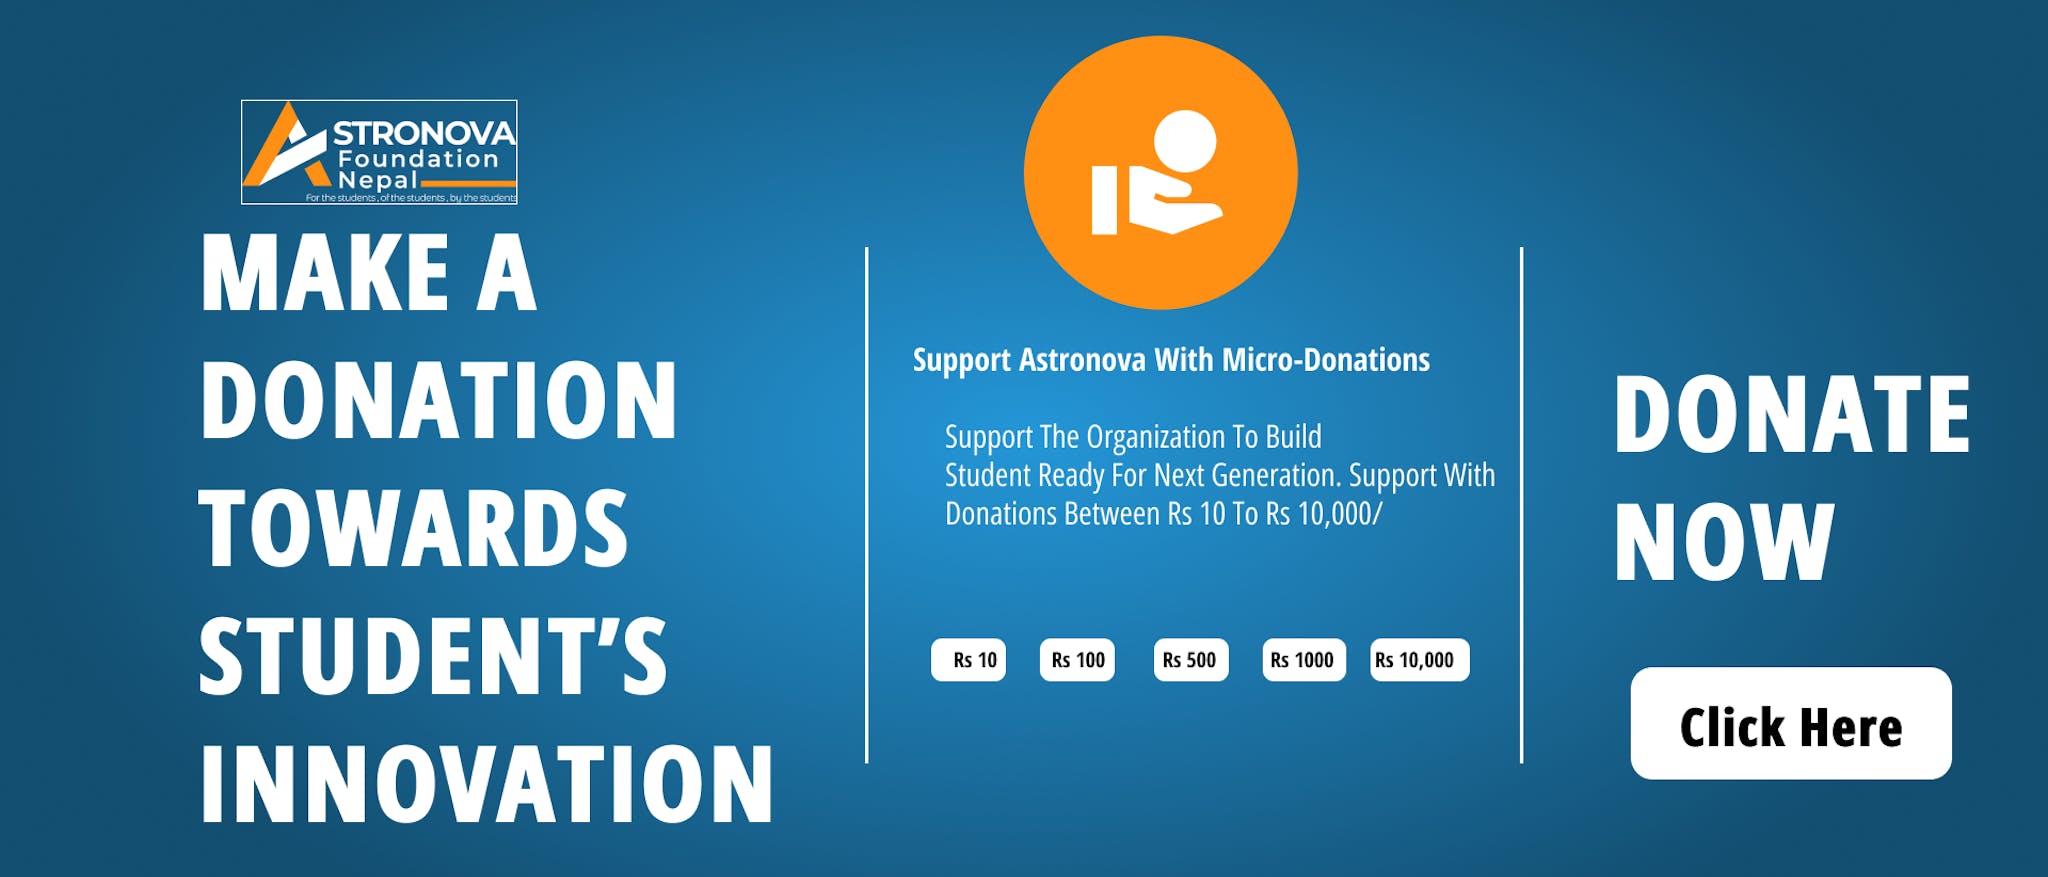 ASTRONOVA
Foundation
Nepal
For the students, of the students, by the students
MAKE A
DONATION
TOWARDS
STUDENT’S
INNOVATION
Support Astronova With Micro-Donations
Support The Organization To Build
Student Ready For Next Generation. Support With
Donations Between Rs 10 To Rs 10,000/
Rs 10 Rs 100 Rs 500 Rs 1000 Rs 10,000
DONATE
NOW
Click Here